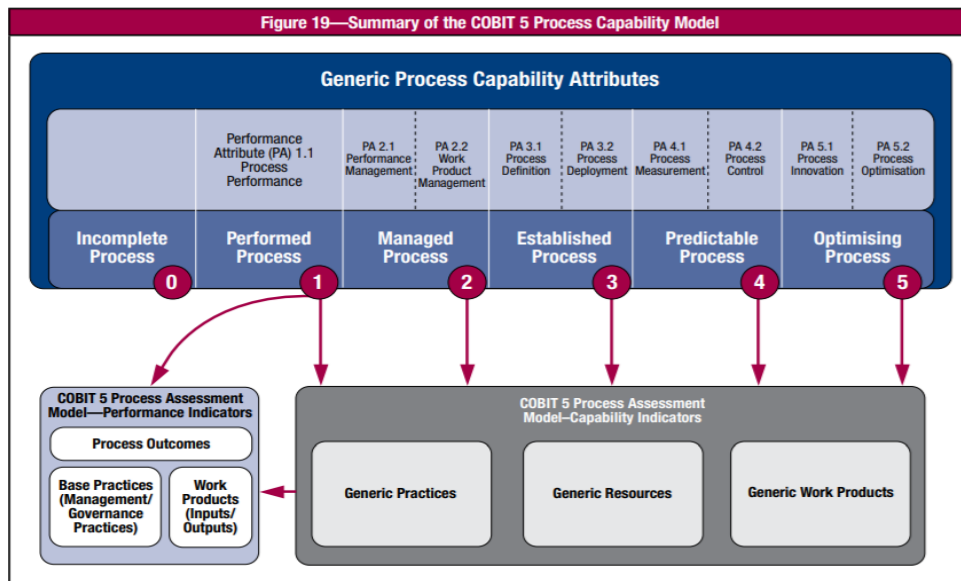 Figure 19—Summary of the COBIT 5 Process Capability Model
Generic Process Capability Attributes
Performance
Attribute (PA) 1.1
Process
Performance
PA 2.1
Performance
Management
PA 2.2
Work
Product
Management
PA 3.1
Process
Definition
PA 3.2
Process
Deployment
PA 4.1
Process
Measurement
PA 4.2
Process
Control
PA 5.1
Process
Innovation
PA 5.2
Process
Optimisation
Incomplete
Process
0
Performed
Process
1
Managed
Process
2
Established
Process
3
Predictable
Process
4
Optimising
Process
5
COBIT 5 Process Assessment
Model—Performance Indicators
Process Outcomes
Base Practices
(Management/
Governance
Practices)
Work
Products
(Inputs/
Outputs)
COBIT 5 Process Assessment
Model–Capability Indicators
Generic Practices
Generic Resources
Generic Work Products